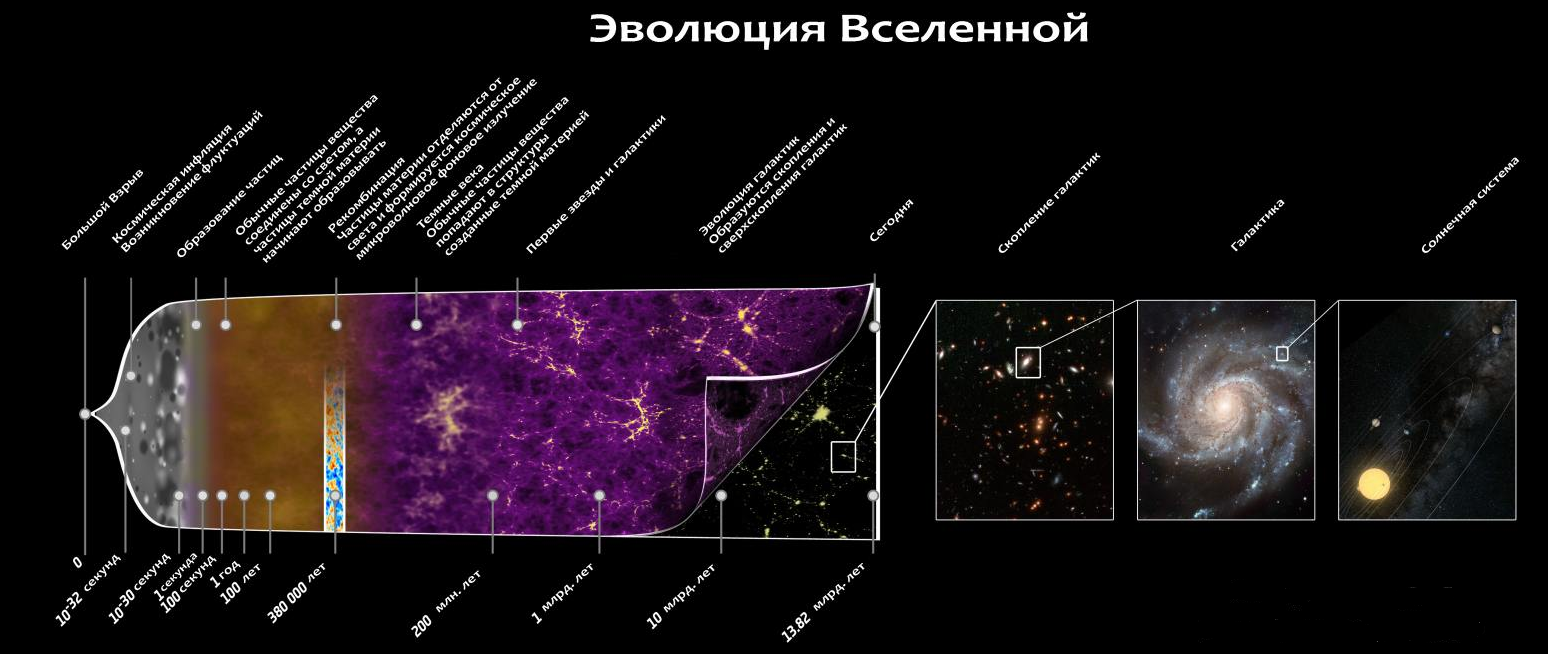 Эволюция Вселенной
Большой Взрыв
Космическая инфляция
Возникновение флуктуаций
Образование частиц
Обычные частицы вещества
соединены со светом, а
частицы темной материи
начинают образовывать
Рекомбинация
Частицы материи отделяются от
света и формируется космическое
микроволновое фоновое излучение
Темные века
Обычные частицы вещества
попадают в структуры
созданные темной материей
Первые звезды и галактики
Эволюция галактик
Образуются скопления и
сверхскопления галактик
Сегодня
Скопление галактик
Галактика
Солнечная система
0
10-32 секунд
10-30 секунд
1 секунда
100 секунд
1 год
100 лет
380 000 лет
200 млн. лет
1 млрд. лет
10 млрд. лет
13.82 млрд. лет